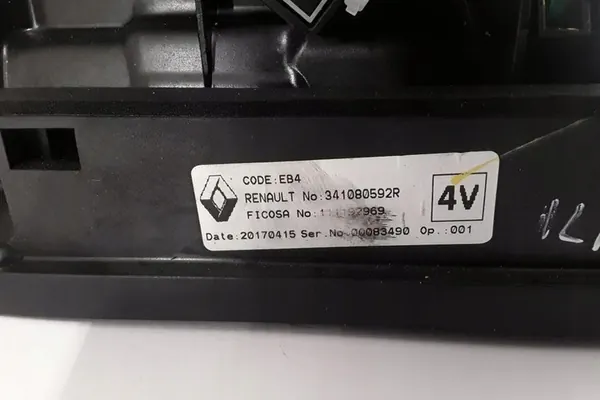 CODE:EB4
RENAULT No:341080592R
FICOSA No:
4V
Date:20170415 Ser.No 00083490 Op.:001